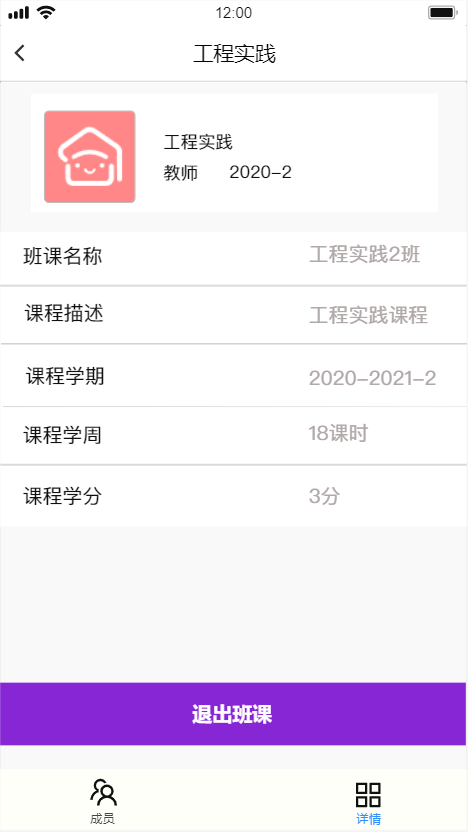 12:00
工程实践
工程实践
教师 2020-2
班课名称 工程实践2班
课程描述 工程实践课程
课程学期 2020-2021-2
课程学周 18课时
课程学分 3分
退出班课
成员 详情